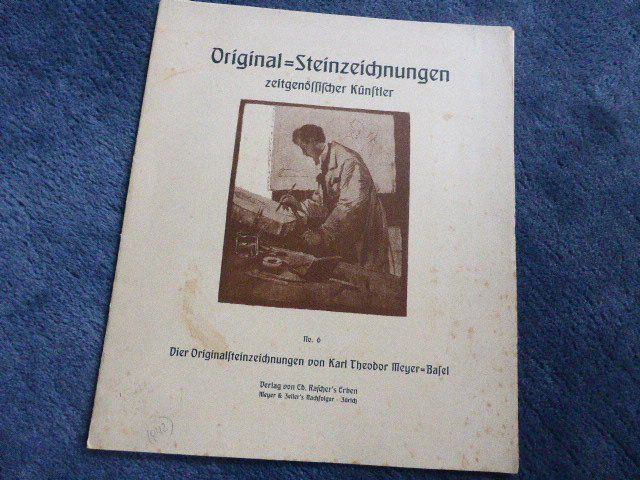 Original=Steinzeichnungen
zeitgenössischer Künstler
No. 6
Vier Originalsteinzeichnungen von Karl Theodor Meyer=Basel
Verlag von Ed. Rascher's Erben
Meyer & Zeller's Nachfolger - Zürich